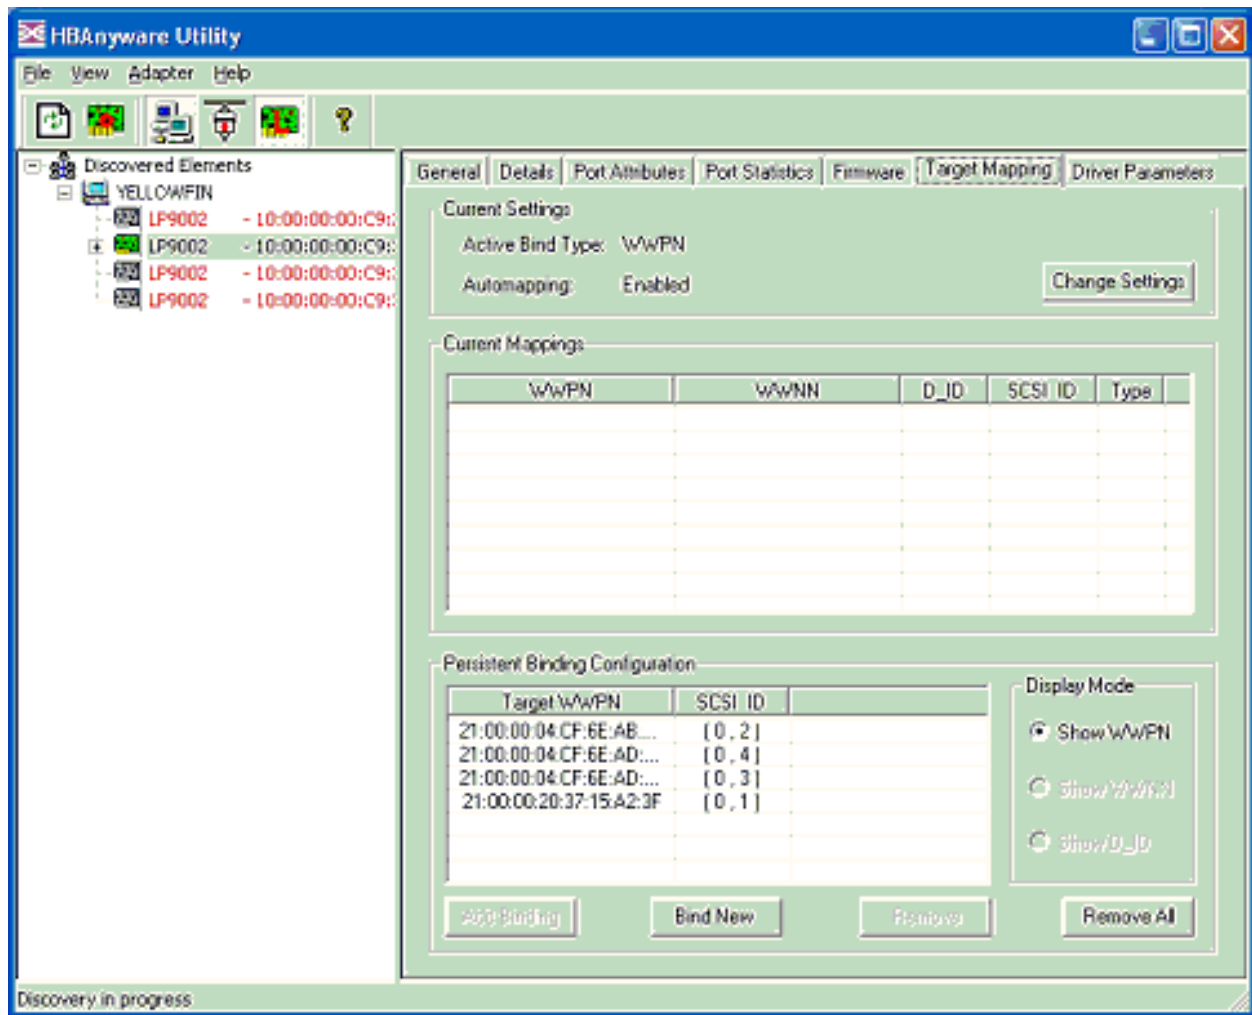 HBAnyware Utility
File View Adapter Help
Discovered Elements
YELLOWFIN
LP9002 - 10:00:00:00:C9:
LP9002 - 10:00:00:00:C9:
LP9002 - 10:00:00:00:C9:
LP9002 - 10:00:00:00:C9:
General Details Port Attributes Port Statistics Firmware Target Mapping Driver Parameters
Current Settings
Active Bind Type: WWPN
Automapping: Enabled
Change Settings
Current Mappings
WWPN WWNN D_ID SCSI ID Type
Persistent Binding Configuration
Target WWPN SCSI ID
21:00:00:04:CF:6E:AB.... [ 0 , 2 ]
21:00:00:04:CF:6E:AD:... [ 0 , 4 ]
21:00:00:04:CF:6E:AD:... [ 0 , 3 ]
21:00:00:20:37:15:A2:3F [ 0 , 1 ]
Display Mode
Show WWPN
Show WWNN
Show D_ID
Add Binding Bind New Remove Remove All
Discovery in progress